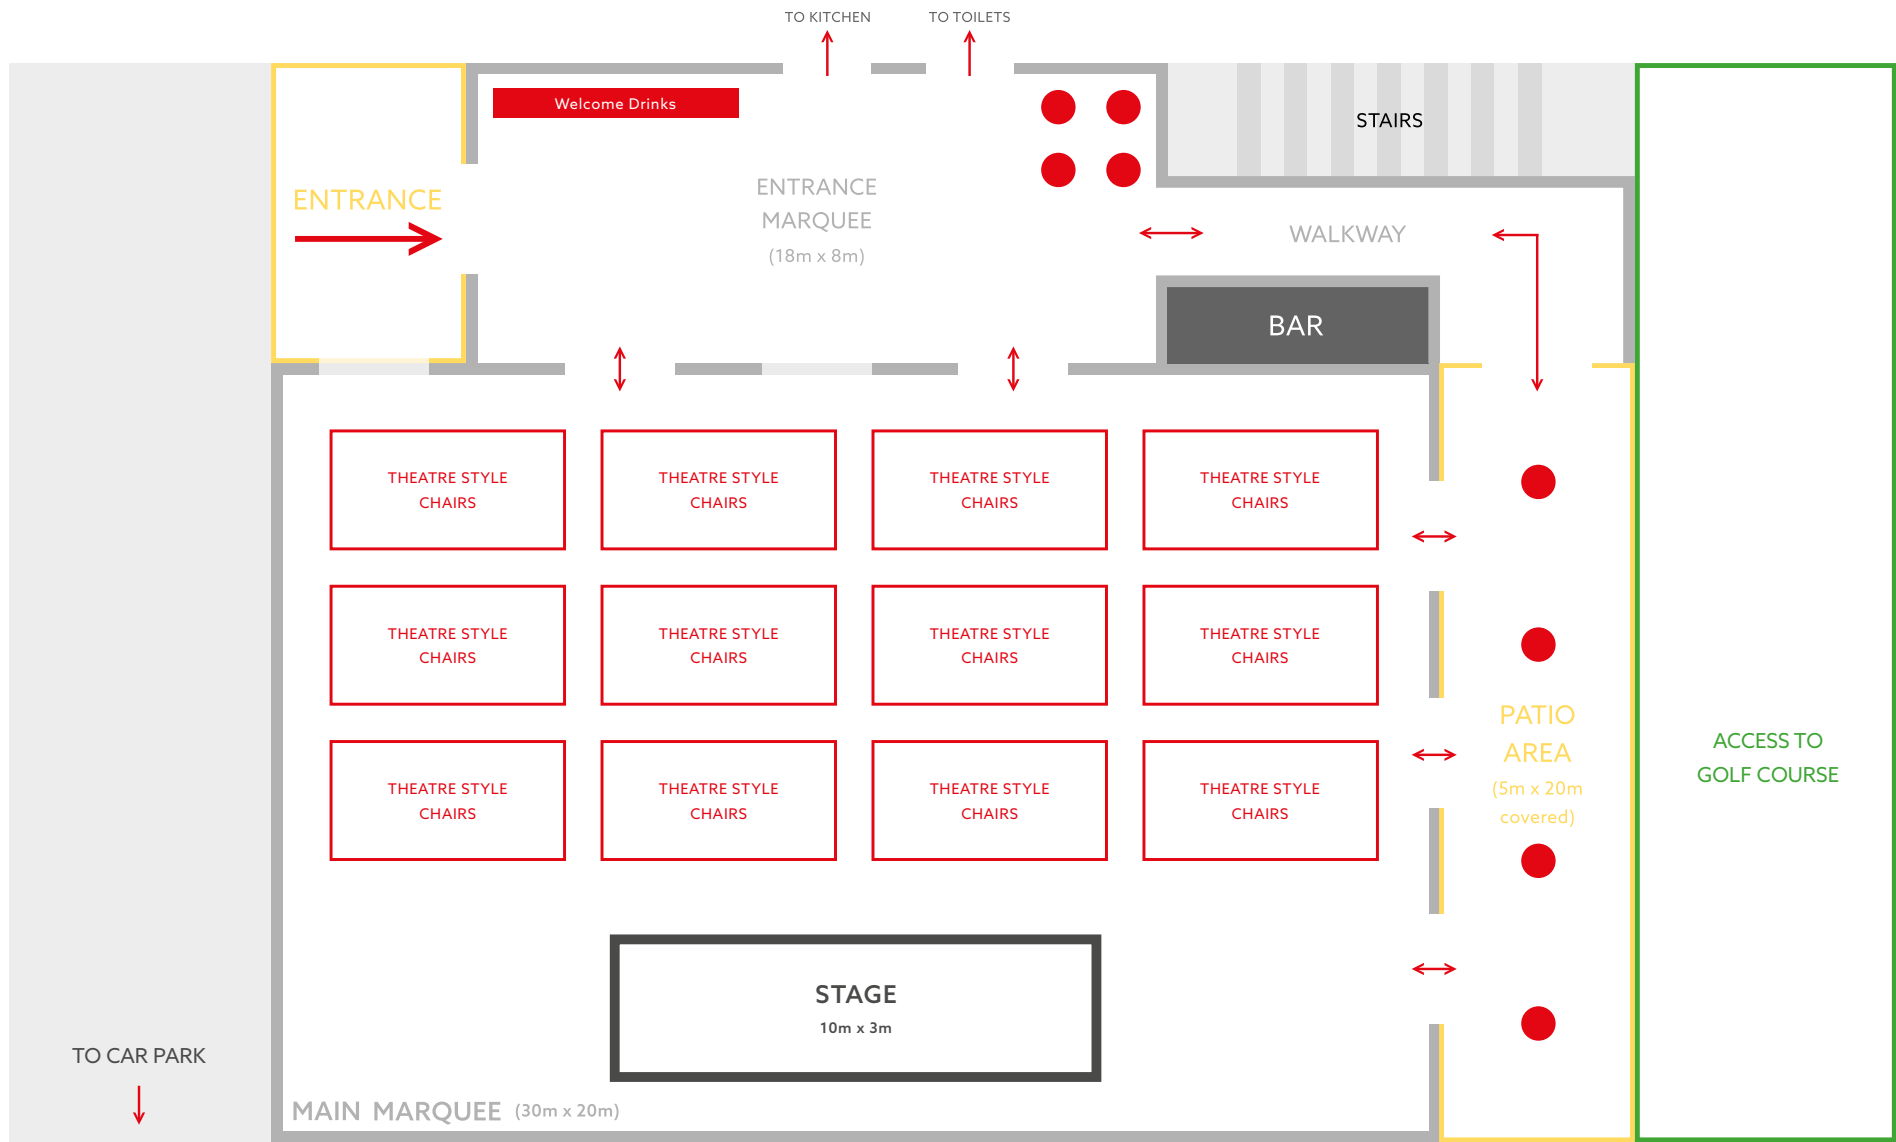 TO KITCHEN
TO TOILETS
Welcome Drinks
STAIRS
ENTRANCE
ENTRANCE
MARQUEE
(18m x 8m)
WALKWAY
BAR
THEATRE STYLE
CHAIRS
THEATRE STYLE
CHAIRS
THEATRE STYLE
CHAIRS
THEATRE STYLE
CHAIRS
THEATRE STYLE
CHAIRS
THEATRE STYLE
CHAIRS
THEATRE STYLE
CHAIRS
THEATRE STYLE
CHAIRS
THEATRE STYLE
CHAIRS
THEATRE STYLE
CHAIRS
THEATRE STYLE
CHAIRS
THEATRE STYLE
CHAIRS
PATIO
AREA
(5m x 20m
covered)
ACCESS TO
GOLF COURSE
STAGE
10m x 3m
TO CAR PARK
MAIN MARQUEE (30m x 20m)